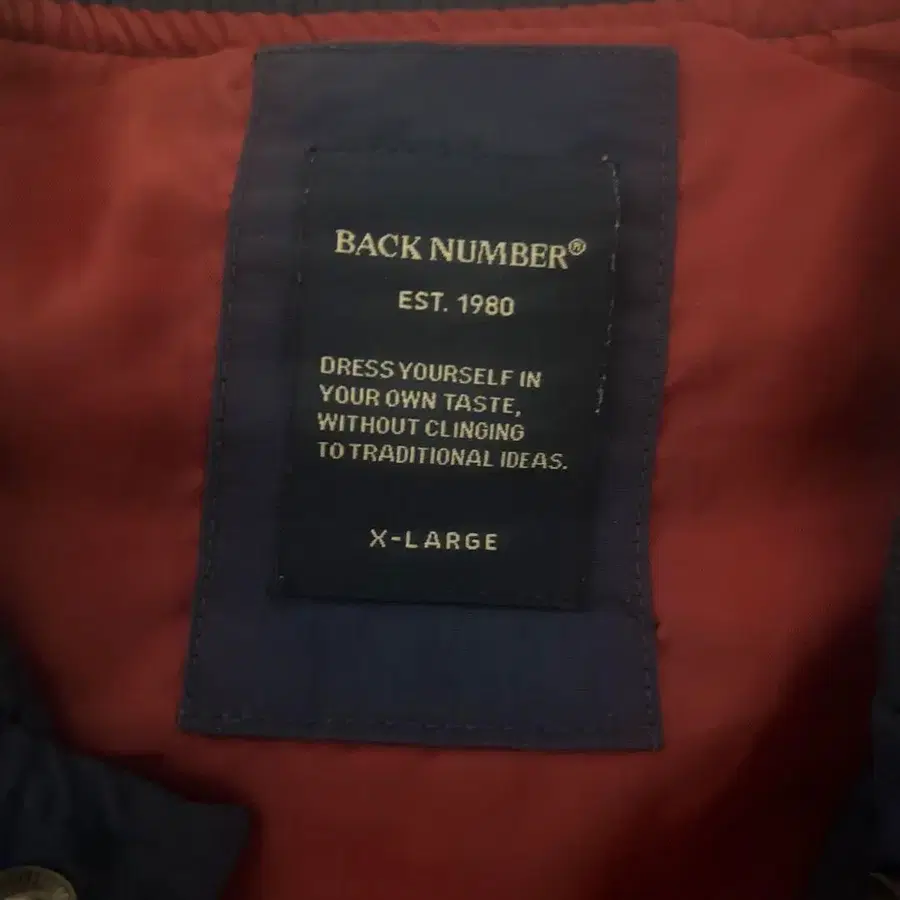 BACK NUMBER®
EST. 1980
DRESS YOURSELF IN
YOUR OWN TASTE,
WITHOUT CLINGING
TO TRADITIONAL IDEAS.
X-LARGE